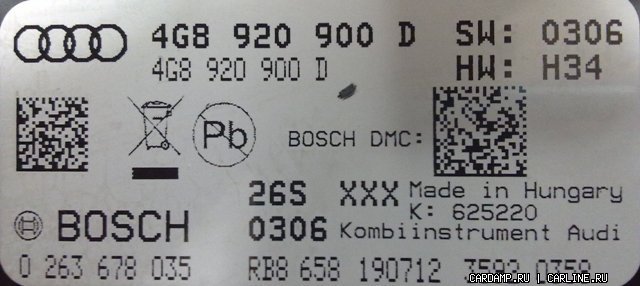 4G8 920 900 D SW: 0306
4G8 920 900 D HW: H34
Pb BOSCH DMC:
26S XXX Made in Hungary
K: 625220
BOSCH 0306 Kombiinstrument Audi
0 263 678 035 RB8 658 190712
CARDAMP.RU | CARLINE.RU